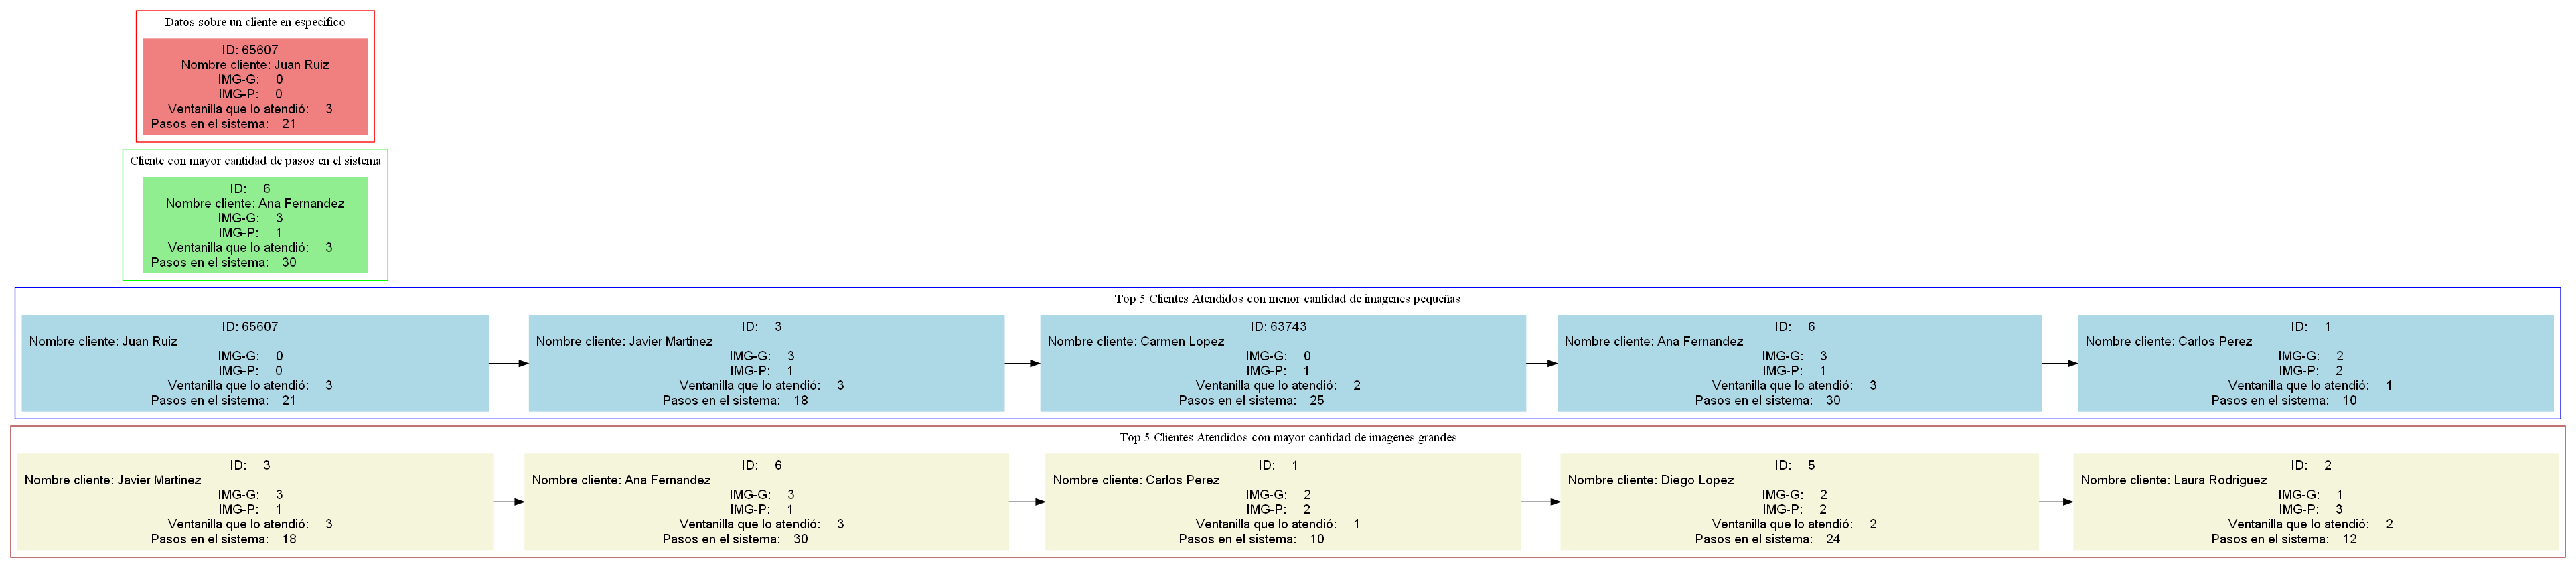 Datos sobre un cliente en especifico
ID: 65607
Nombre cliente: Juan Ruiz
IMG-G: 0
IMG-P: 0
Ventanilla que lo atendió: 3
Pasos en el sistema: 21
Cliente con mayor cantidad de pasos en el sistema
ID: 6
Nombre cliente: Ana Fernandez
IMG-G: 3
IMG-P: 1
Ventanilla que lo atendió: 3
Pasos en el sistema: 30
Top 5 Clientes Atendidos con menor cantidad de imagenes pequeñas
ID: 65607
Nombre cliente: Juan Ruiz
IMG-G: 0
IMG-P: 0
Ventanilla que lo atendió: 3
Pasos en el sistema: 21
ID: 3
Nombre cliente: Javier Martinez
IMG-G: 3
IMG-P: 1
Ventanilla que lo atendió: 3
Pasos en el sistema: 18
ID: 63743
Nombre cliente: Carmen Lopez
IMG-G: 0
IMG-P: 1
Ventanilla que lo atendió: 2
Pasos en el sistema: 25
ID: 6
Nombre cliente: Ana Fernandez
IMG-G: 3
IMG-P: 1
Ventanilla que lo atendió: 3
Pasos en el sistema: 30
ID: 1
Nombre cliente: Carlos Perez
IMG-G: 2
IMG-P: 2
Ventanilla que lo atendió: 1
Pasos en el sistema: 10
Top 5 Clientes Atendidos con mayor cantidad de imagenes grandes
ID: 3
Nombre cliente: Javier Martinez
IMG-G: 3
IMG-P: 1
Ventanilla que lo atendió: 3
Pasos en el sistema: 18
ID: 6
Nombre cliente: Ana Fernandez
IMG-G: 3
IMG-P: 1
Ventanilla que lo atendió: 3
Pasos en el sistema: 30
ID: 1
Nombre cliente: Carlos Perez
IMG-G: 2
IMG-P: 2
Ventanilla que lo atendió: 1
Pasos en el sistema: 10
ID: 5
Nombre cliente: Diego Lopez
IMG-G: 2
IMG-P: 2
Ventanilla que lo atendió: 2
Pasos en el sistema: 24
ID: 2
Nombre cliente: Laura Rodriguez
IMG-G: 1
IMG-P: 3
Ventanilla que lo atendió: 2
Pasos en el sistema: 12